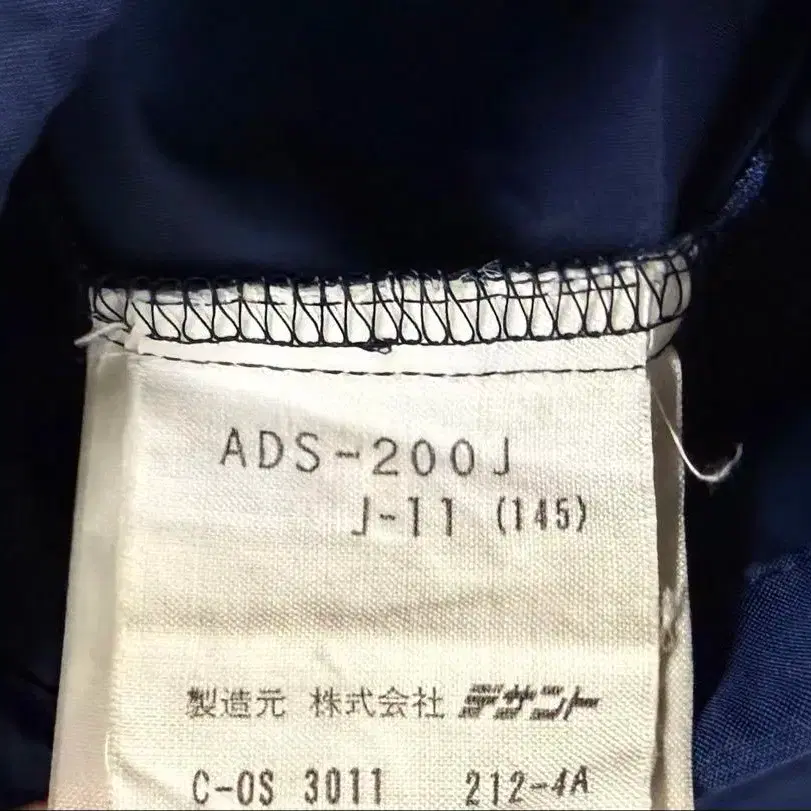 ADS-200J
J-11 (145)
製造元 株式会社 デサント
C-OS 3011 212-4A